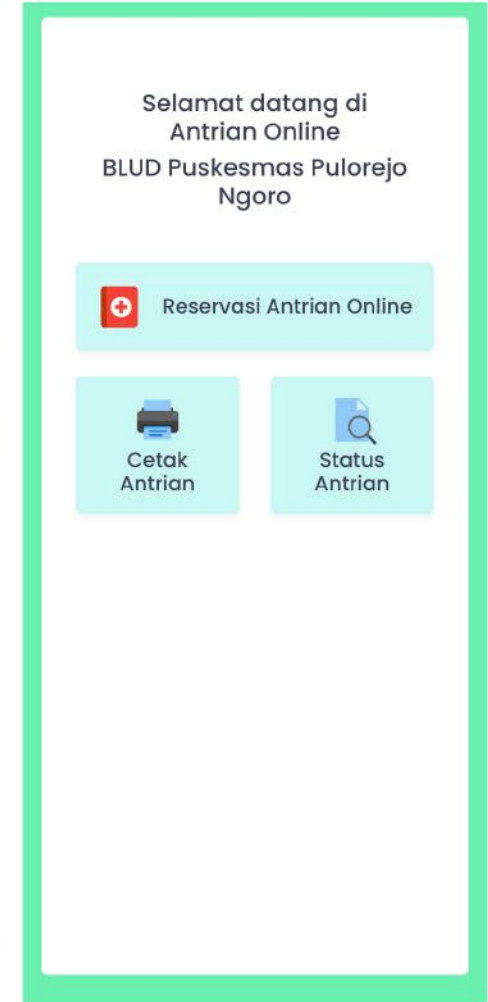 Selamat datang di
Antrian Online
BLUD Puskesmas Pulorejo
Ngoro
Reservasi Antrian Online
Cetak
Antrian
Status
Antrian